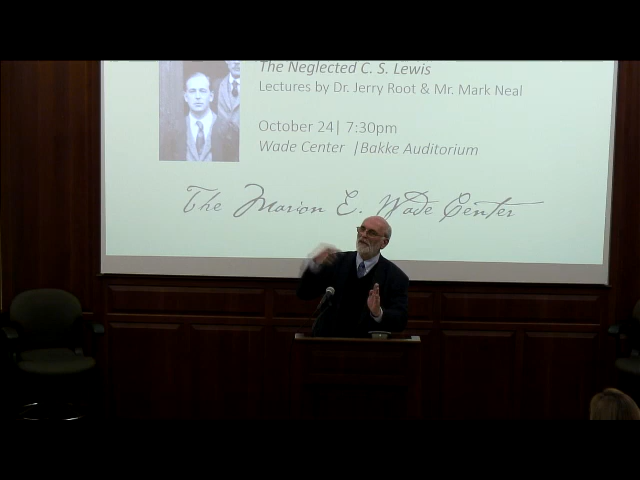 The Neglected C. S. Lewis
Lectures by Dr. Jerry Root & Mr. Mark Neal
October 24| 7:30pm
Wade Center |Bakke Auditorium
The Marion E. Wade Center